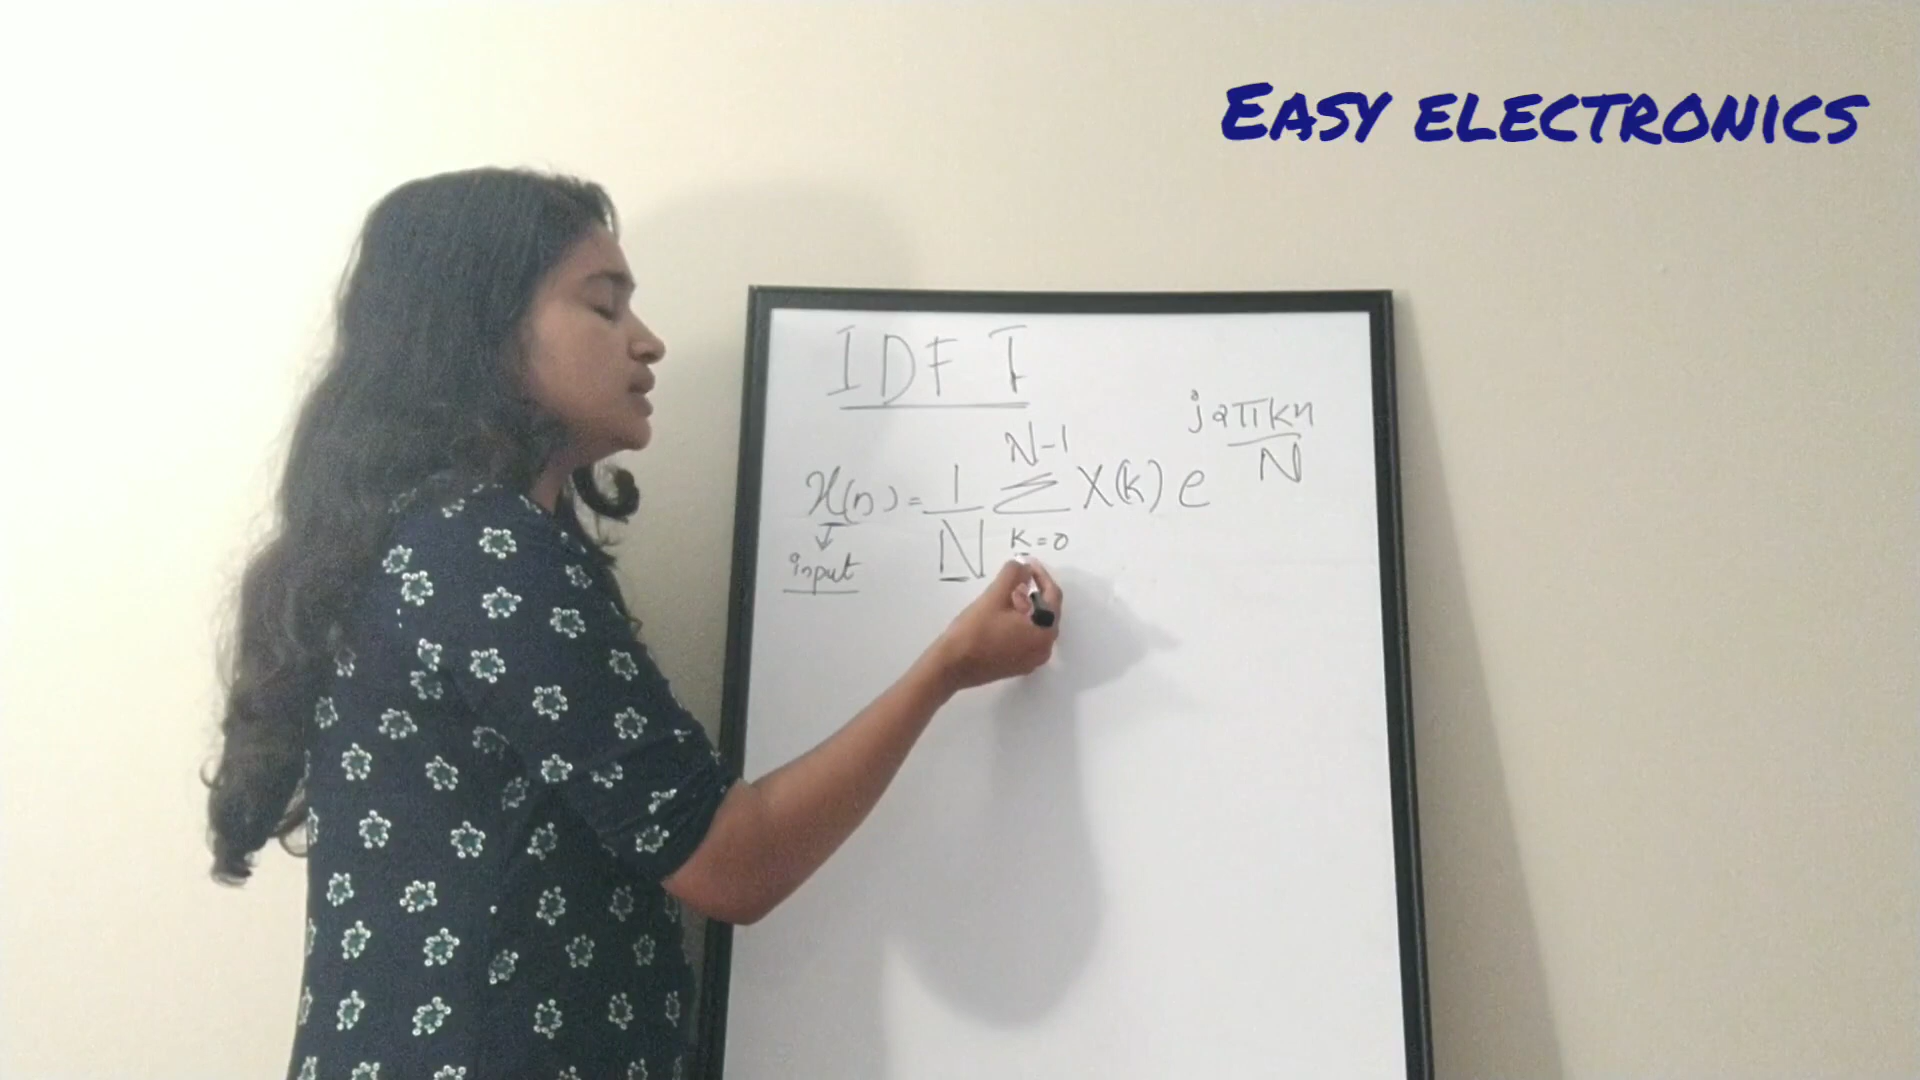 EASY ELECTRONICS
IDFT
x(n) = 1/N N-1 Σ k=0 X(k) e j2πkn/N
input